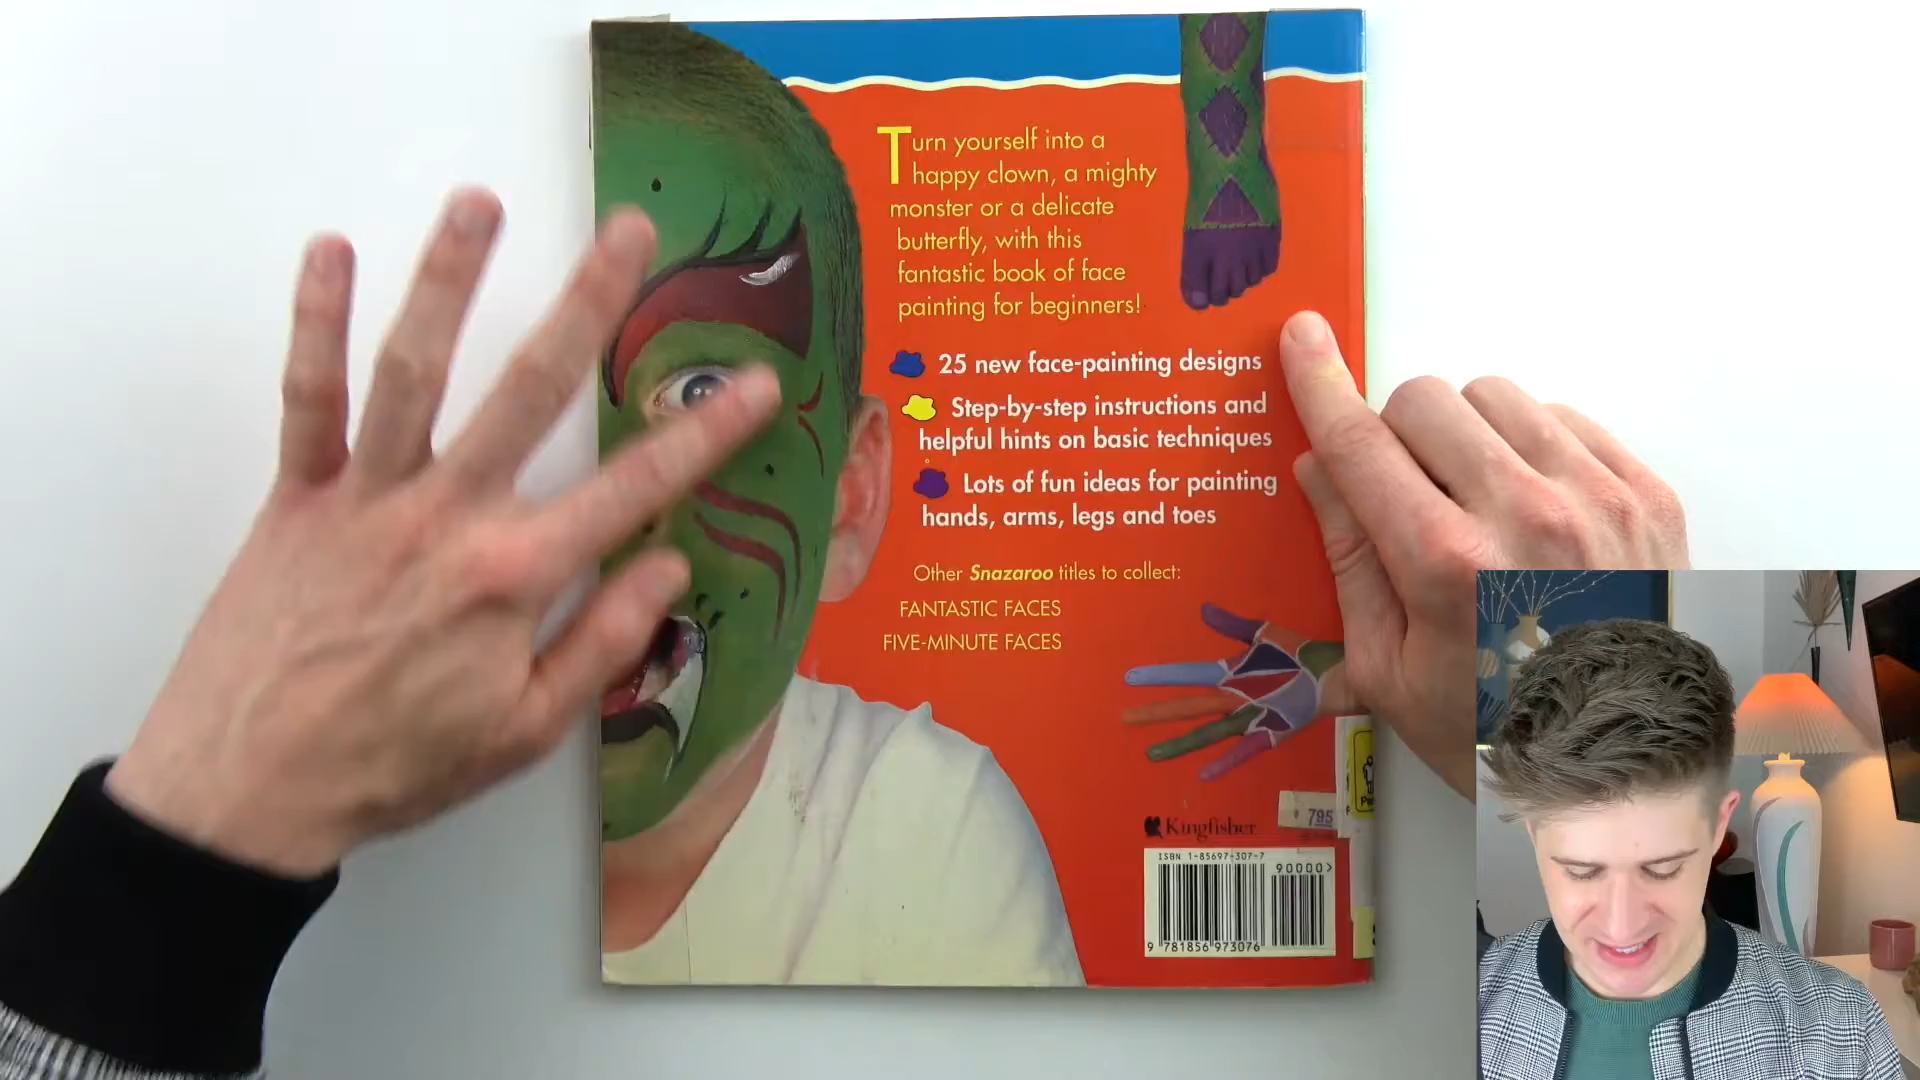 Turn yourself into a
happy clown, a mighty
monster or a delicate
butterfly, with this
fantastic book of face
painting for beginners!
25 new face-painting designs
Step-by-step instructions and
helpful hints on basic techniques
Lots of fun ideas for painting
hands, arms, legs and toes
Other Snazaroo titles to collect:
FANTASTIC FACES
FIVE-MINUTE FACES
795
Kingfisher
ISBN 1-85697-307-7
90000>
9 781856 973076